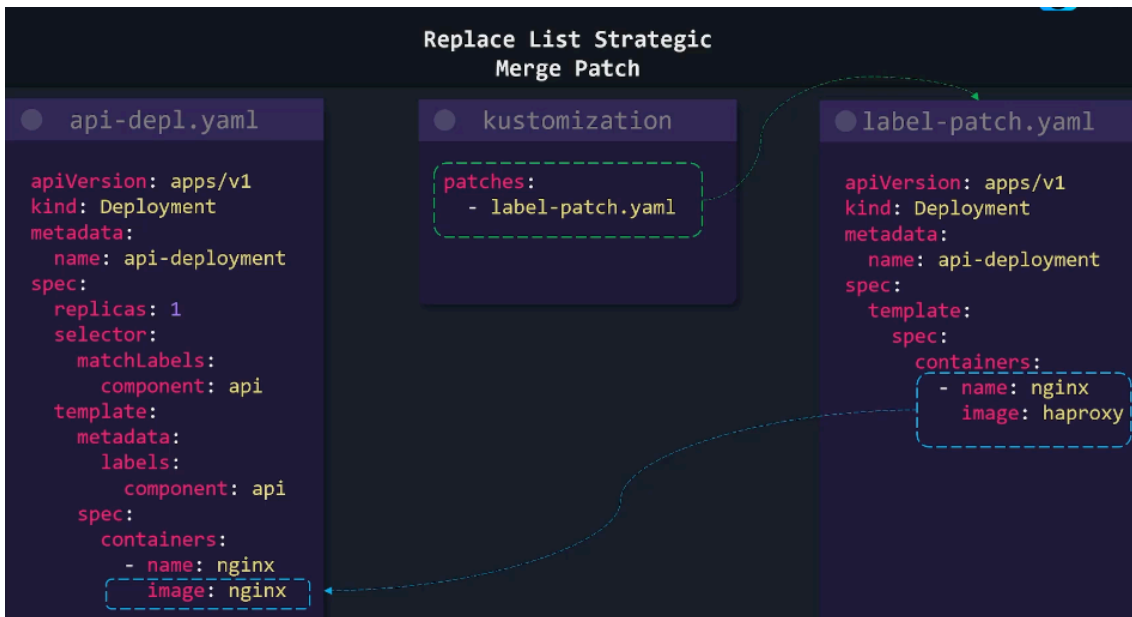 Replace List Strategic
Merge Patch
api-depl.yaml
apiVersion: apps/v1
kind: Deployment
metadata:
  name: api-deployment
spec:
  replicas: 1
  selector:
    matchLabels:
      component: api
  template:
    metadata:
      labels:
        component: api
    spec:
      containers:
        - name: nginx
          image: nginx
kustomization
patches:
  - label-patch.yaml
label-patch.yaml
apiVersion: apps/v1
kind: Deployment
metadata:
  name: api-deployment
spec:
  template:
    spec:
      containers:
        - name: nginx
          image: haproxy